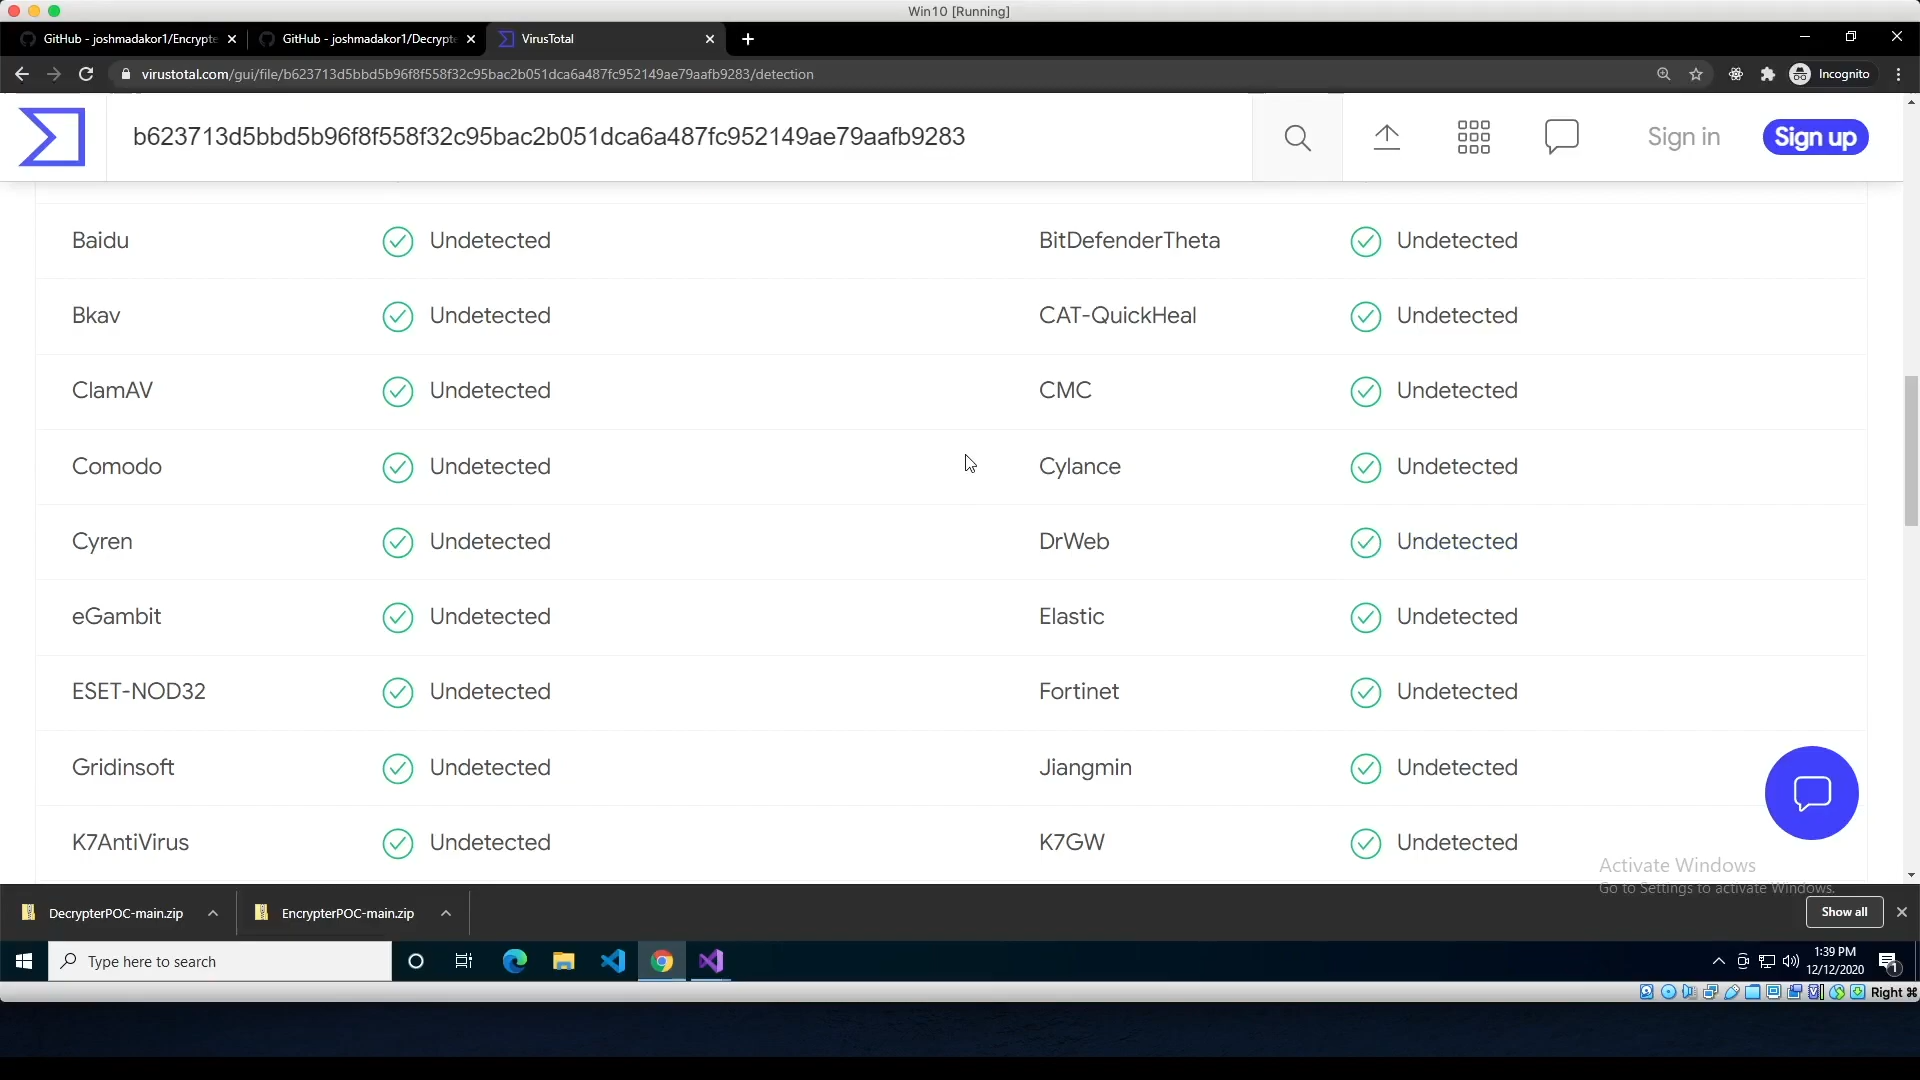 Win10 [Running]
GitHub - joshmadakor1/Encrypte
GitHub - joshmadakor1/Decrypte
VirusTotal
virustotal.com/gui/file/b623713d5bbd5b96f8f558f32c95bac2b051dca6a487fc952149ae79aafb9283/detection
Incognito
b623713d5bbd5b96f8f558f32c95bac2b051dca6a487fc952149ae79aafb9283
Sign in
Sign up
Baidu Undetected BitDefenderTheta Undetected
Bkav Undetected CAT-QuickHeal Undetected
ClamAV Undetected CMC Undetected
Comodo Undetected Cylance Undetected
Cyren Undetected DrWeb Undetected
eGambit Undetected Elastic Undetected
ESET-NOD32 Undetected Fortinet Undetected
Gridinsoft Undetected Jiangmin Undetected
K7AntiVirus Undetected K7GW Undetected
Activate Windows
Go to Settings to activate Windows.
DecrypterPOC-main.zip
EncrypterPOC-main.zip
Show all
Type here to search
1:39 PM
12/12/2020
1
Right ⌘